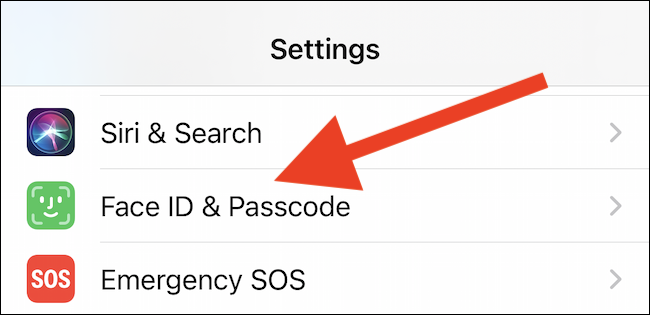 Settings
Siri & Search
Face ID & Passcode
SOS Emergency SOS